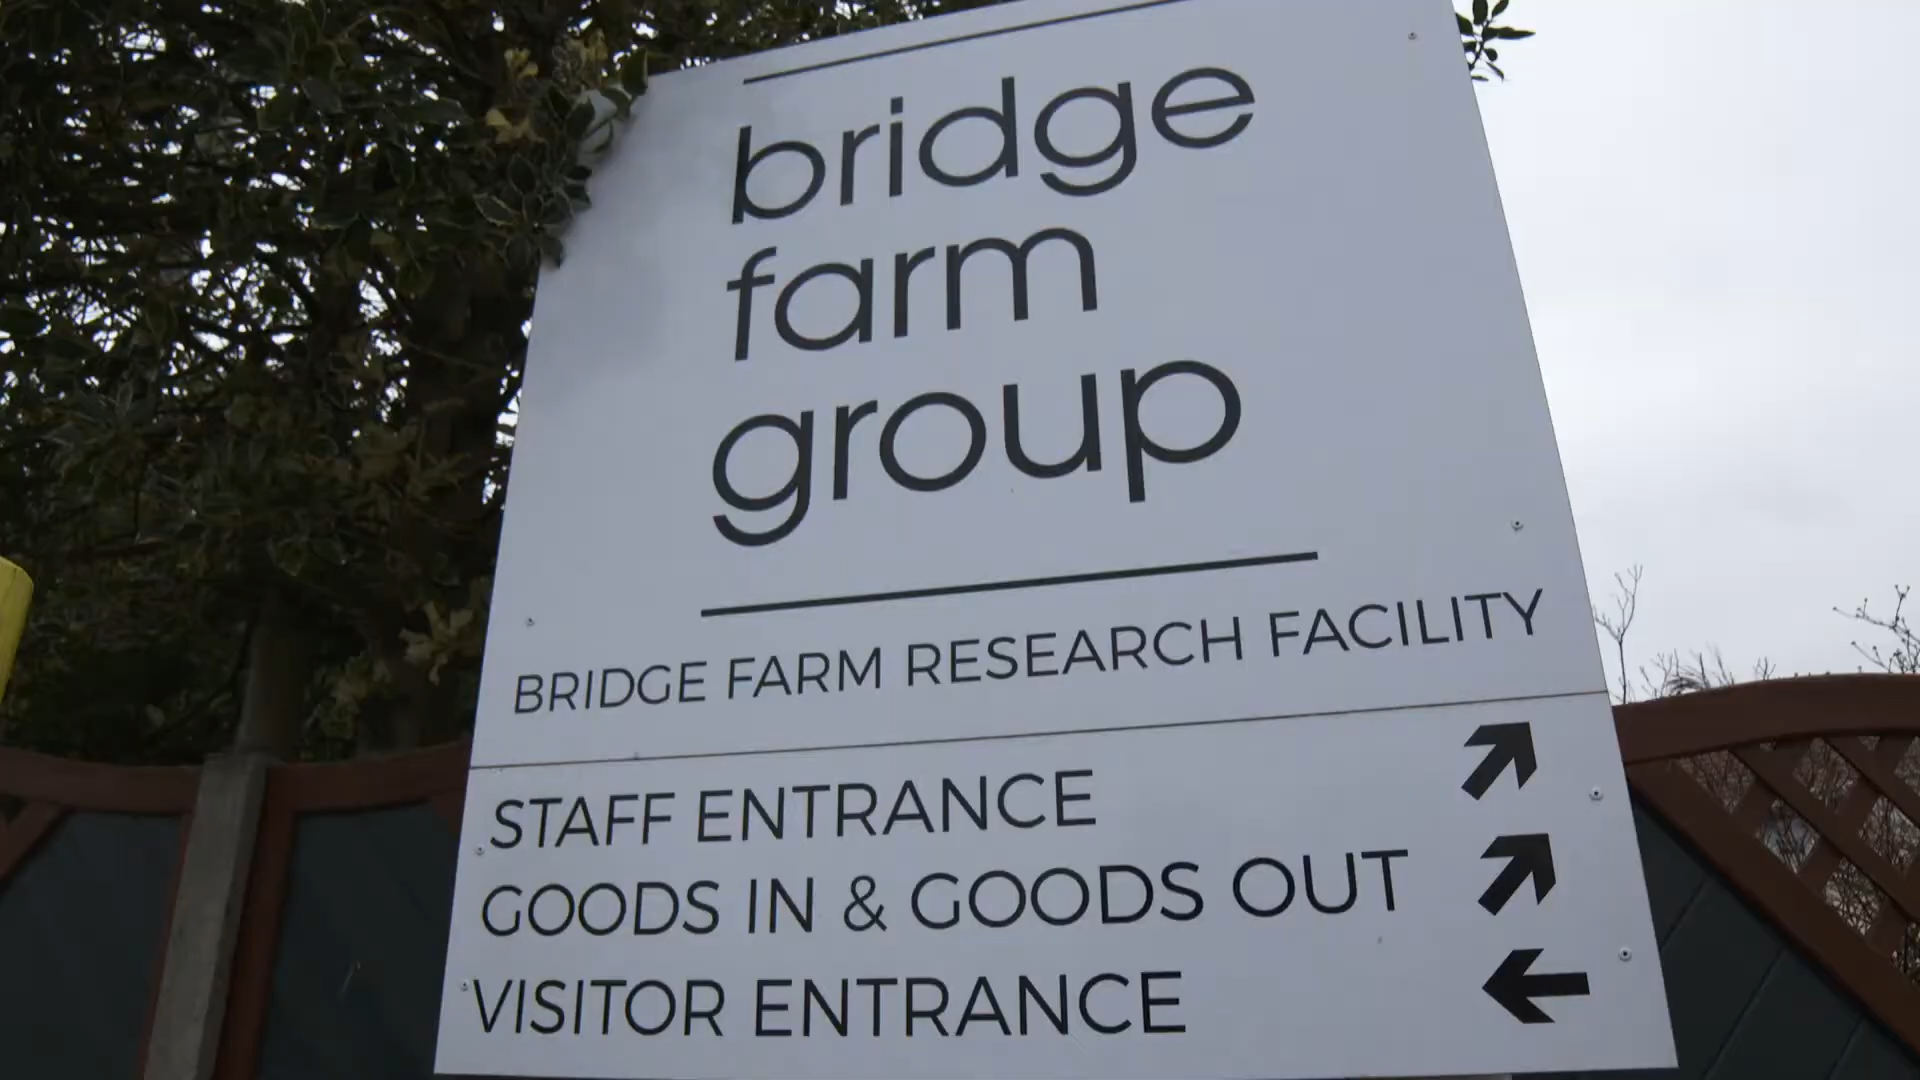 bridge
farm
group
BRIDGE FARM RESEARCH FACILITY
STAFF ENTRANCE
GOODS IN & GOODS OUT
VISITOR ENTRANCE